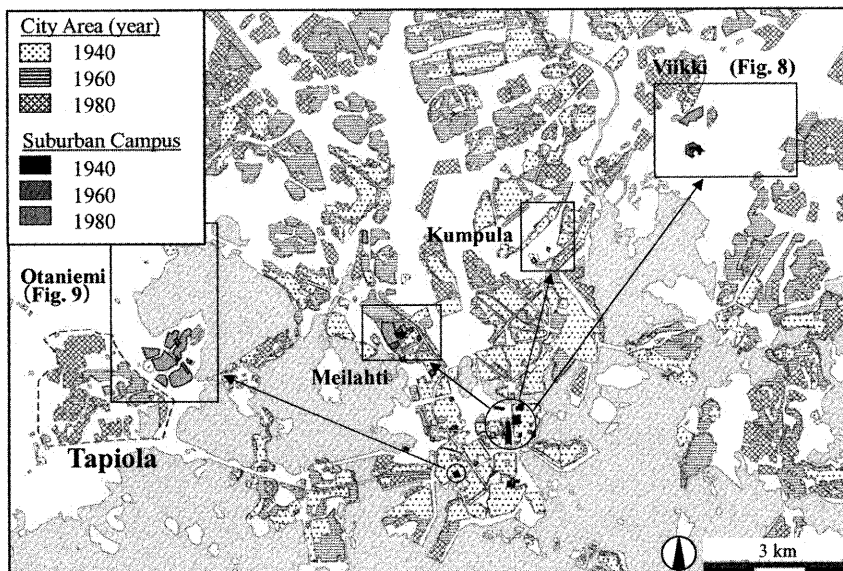 City Area (year)
1940
1960
1980
Suburban Campus
1940
1960
1980
Viikki (Fig. 8)
Kumpula
Otaniemi
(Fig. 9)
Meilahti
Tapiola
3 km